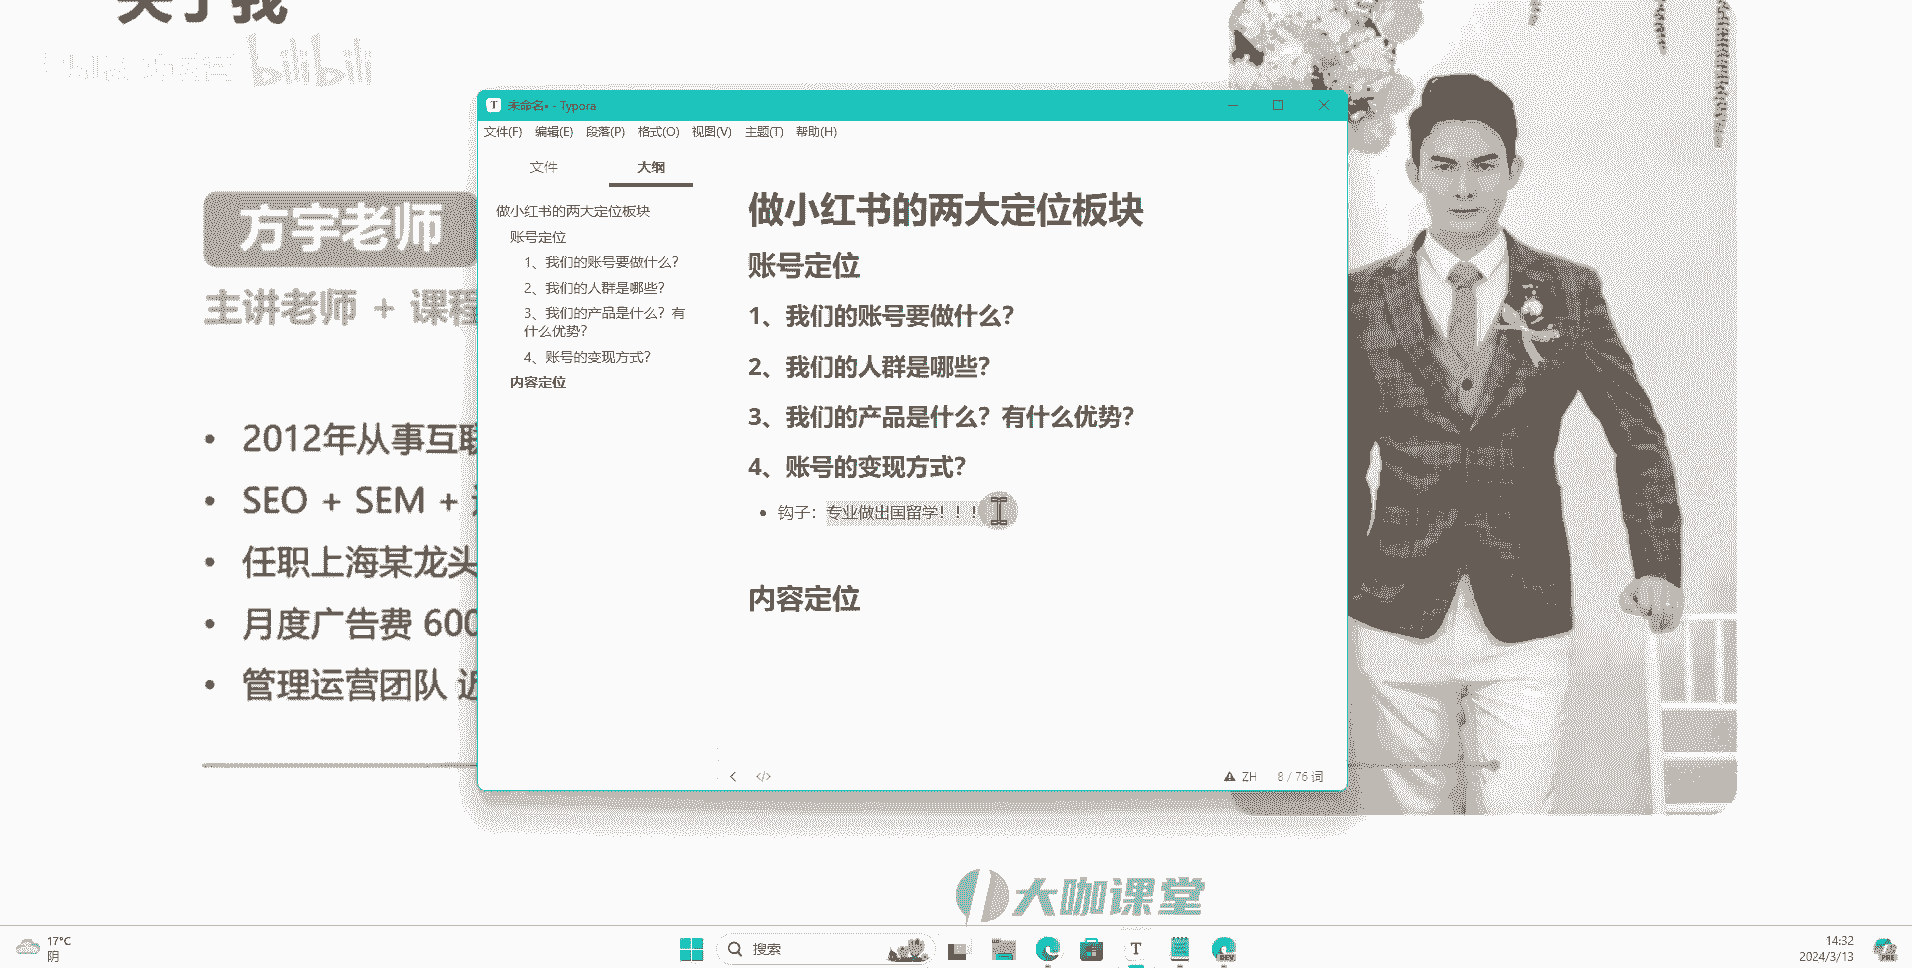 关于我
bilibili
未命名• - Typora
文件(F) 编辑(E) 段落(P) 格式(O) 视图(V) 主题(T) 帮助(H)
文件 大纲
做小红书的两大定位板块
账号定位
1、我们的账号要做什么？
2、我们的人群是哪些？
3、我们的产品是什么？有
什么优势？
4、账号的变现方式？
内容定位
做小红书的两大定位板块
账号定位
1、我们的账号要做什么？
2、我们的人群是哪些？
3、我们的产品是什么？有什么优势？
4、账号的变现方式？
• 钩子：专业做出国留学！！！
内容定位
ZH 8 / 76 词
方宇老师
主讲老师 + 课程
• 2012年从事互联
• SEO + SEM +
• 任职上海某龙头
• 月度广告费 600
• 管理运营团队 近
大咖课堂
17°C
阴
搜索
T
DEV
14:32
2024/3/13
PRE